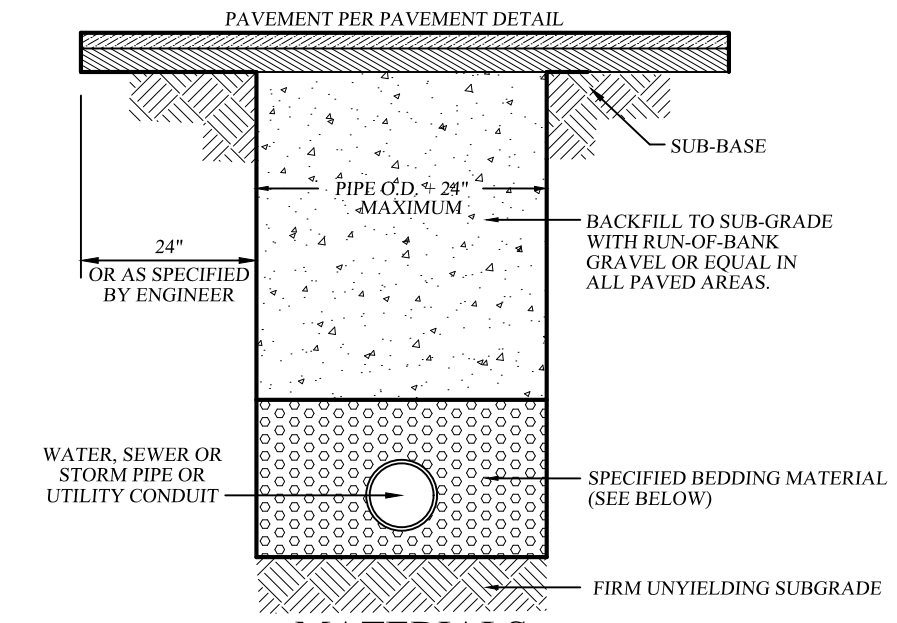 PAVEMENT PER PAVEMENT DETAIL
SUB-BASE
PIPE O.D. + 24"
MAXIMUM
BACKFILL TO SUB-GRADE
WITH RUN-OF-BANK
GRAVEL OR EQUAL IN
ALL PAVED AREAS.
24"
OR AS SPECIFIED
BY ENGINEER
WATER, SEWER OR
STORM PIPE OR
UTILITY CONDUIT
SPECIFIED BEDDING MATERIAL
(SEE BELOW)
FIRM UNYIELDING SUBGRADE
MATERIALS